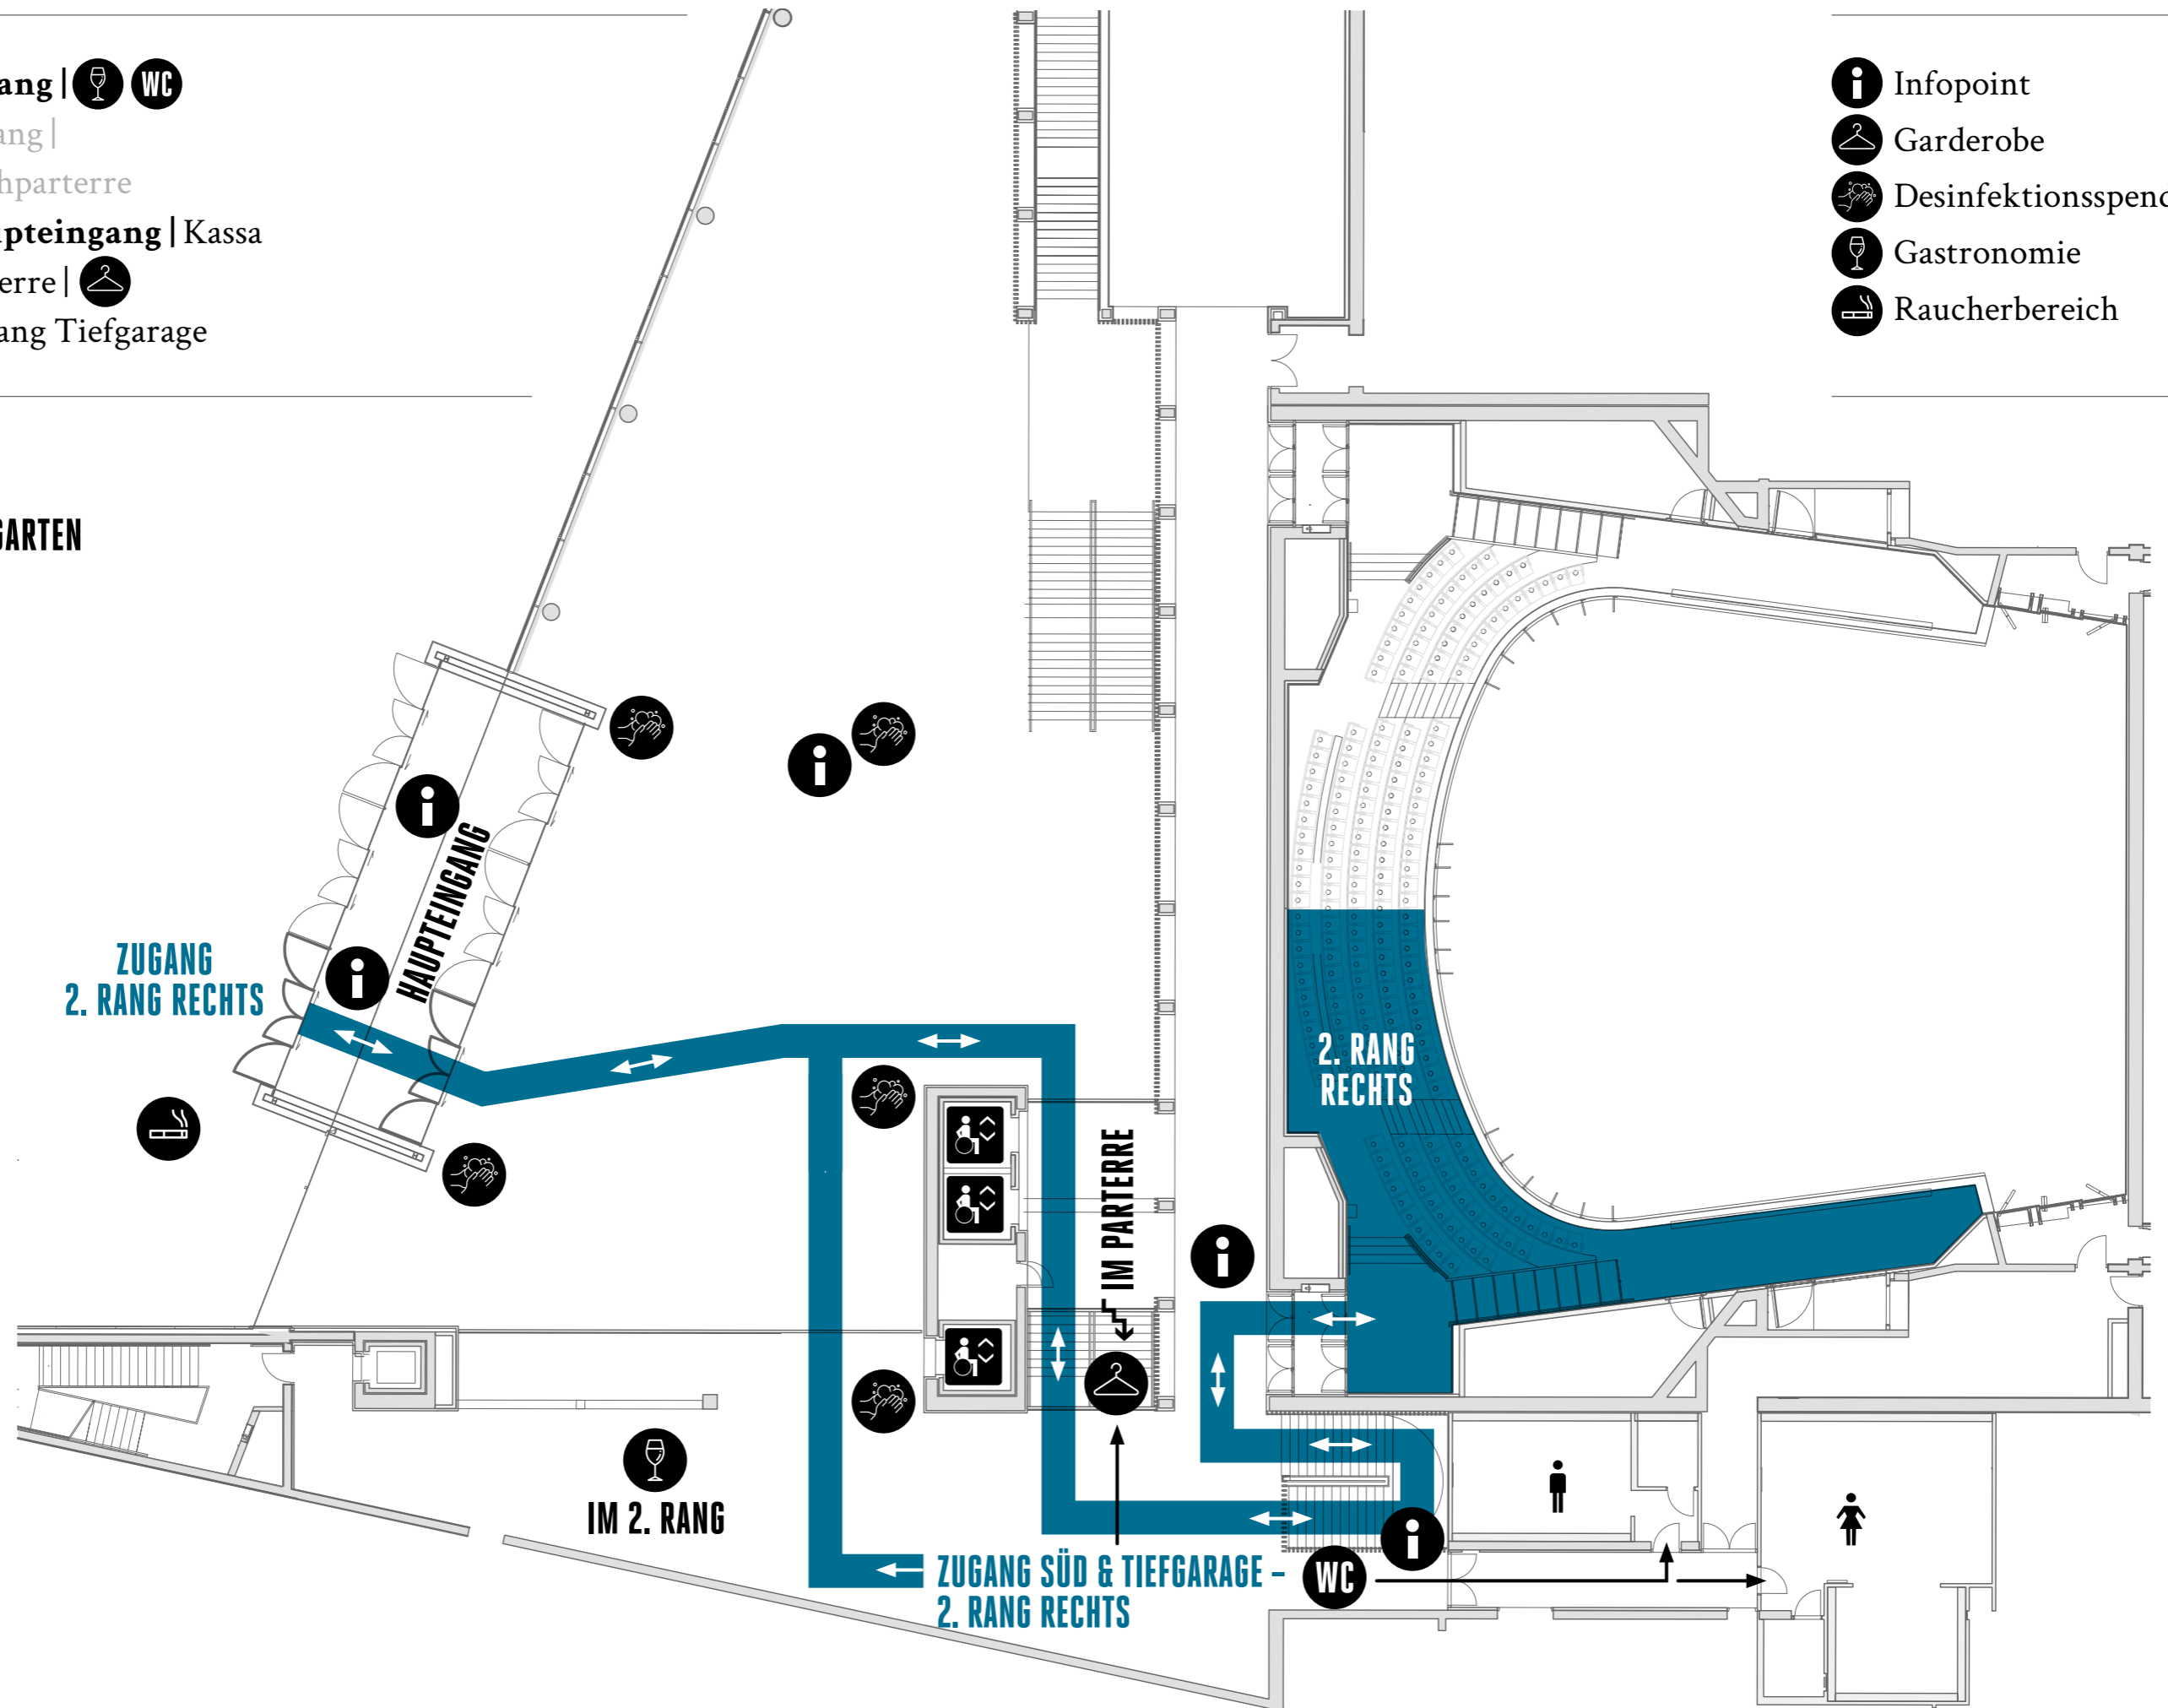 ang | WC
ang |
hparterre
pteingang | Kassa
erre |
ang Tiefgarage
Infopoint
Garderobe
Desinfektionsspend
Gastronomie
Raucherbereich
GARTEN
HAUPTEINGANG
ZUGANG
2. RANG RECHTS
2. RANG
RECHTS
IM PARTERRE
IM 2. RANG
ZUGANG SÜD & TIEFGARAGE –
2. RANG RECHTS
WC